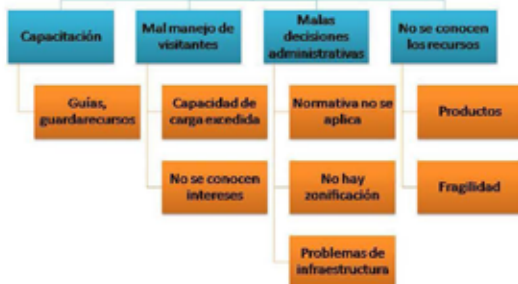 Capacitación
Mal manejo de
visitantes
Malas
decisiones
administrativas
No se conocen
los recursos
Guías,
guardarecursos
Capacidad de
carga excedida
Normativa no se
aplica
Productos
No se conocen
intereses
No hay
zonificación
Fragilidad
Problemas de
infraestructura